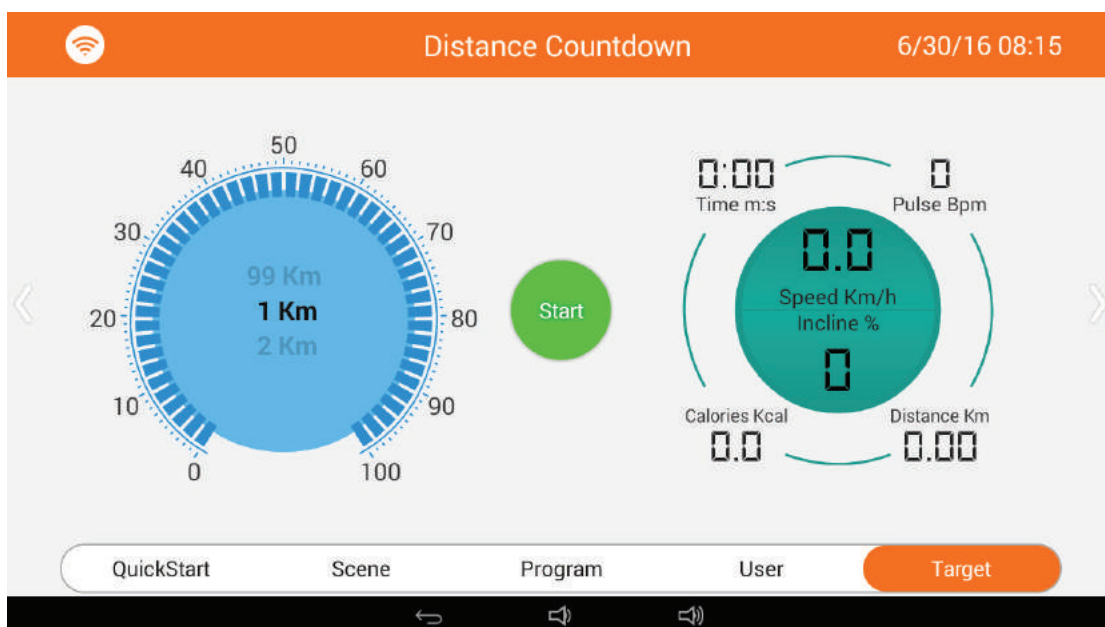 Distance Countdown
6/30/16 08:15
50
40
60
30
70
20
80
10
90
0
100
99 Km
1 Km
2 Km
Start
0:00
Time m:s
0
Pulse Bpm
0.0
Speed Km/h
Incline %
0
Calories Kcal
0.0
Distance Km
0.00
QuickStart
Scene
Program
User
Target